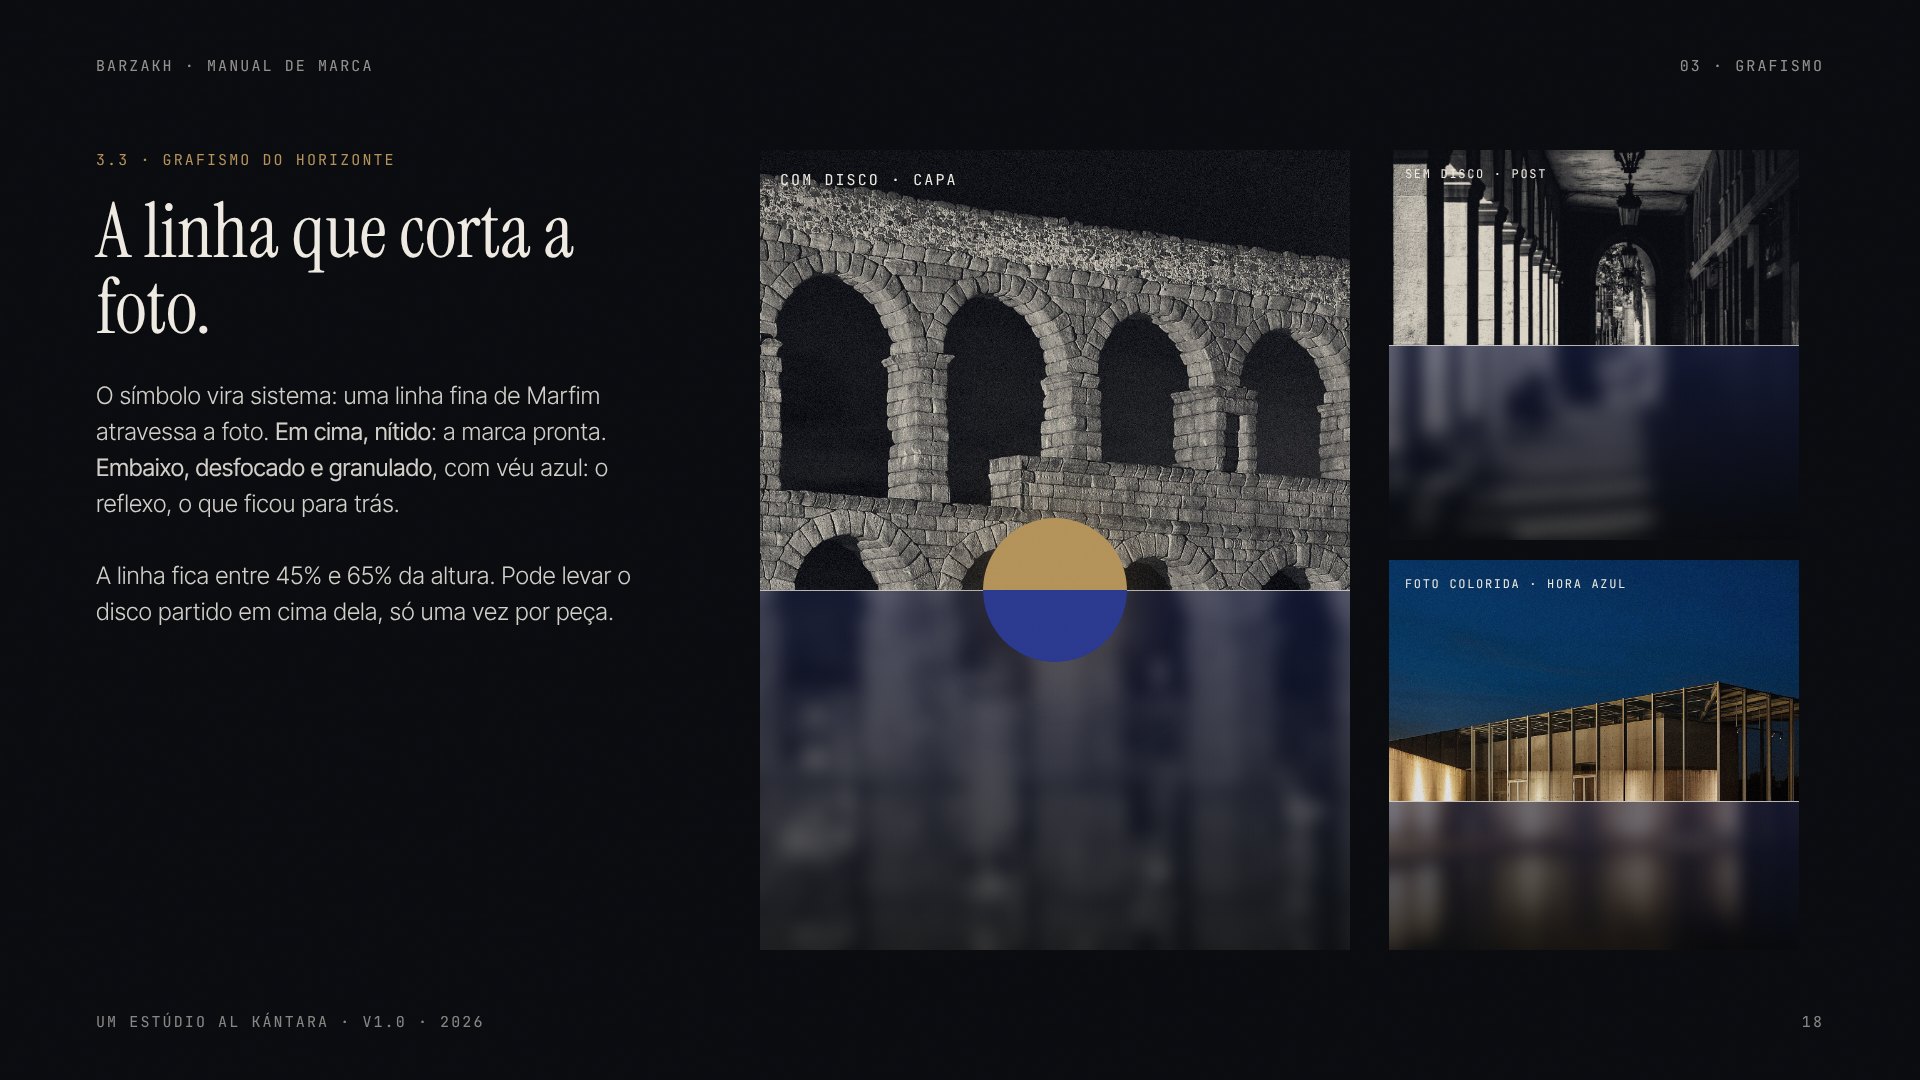 BARZAKH · MANUAL DE MARCA
03 · GRAFISMO
3.3 · GRAFISMO DO HORIZONTE
A linha que corta a
foto.
O símbolo vira sistema: uma linha fina de Marfim
atravessa a foto. Em cima, nítido: a marca pronta.
Embaixo, desfocado e granulado, com véu azul: o
reflexo, o que ficou para trás.
A linha fica entre 45% e 65% da altura. Pode levar o
disco partido em cima dela, só uma vez por peça.
COM DISCO · CAPA
SEM DISCO · POST
FOTO COLORIDA · HORA AZUL
UM ESTÚDIO AL KÁNTARA · V1.0 · 2026
18